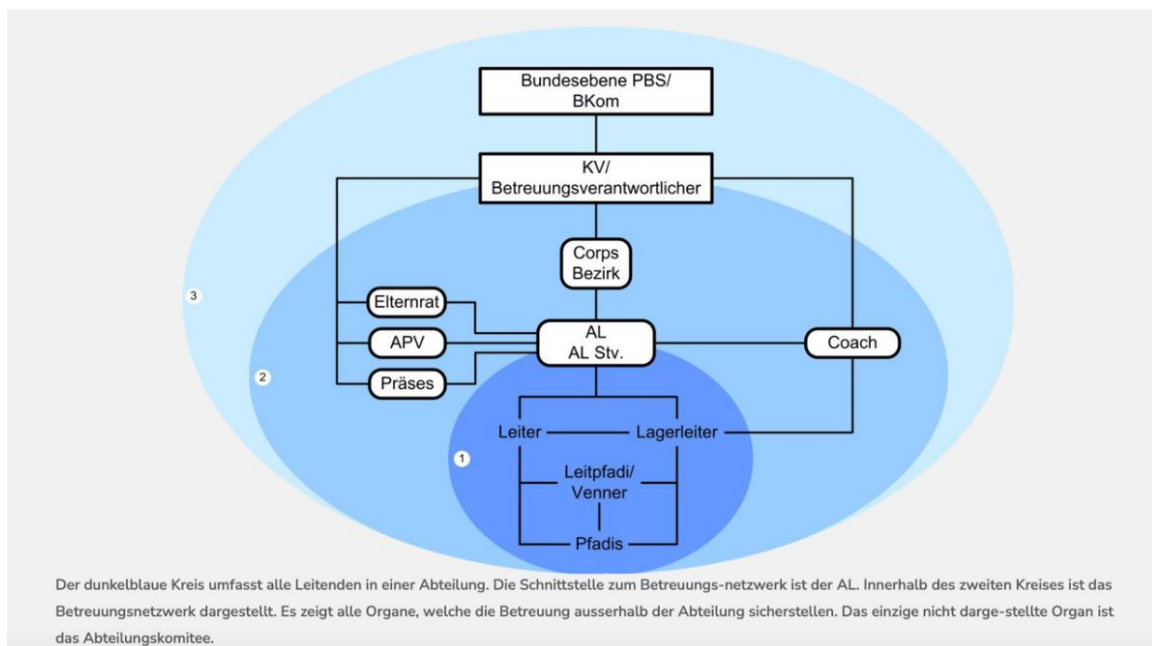 Bundesebene PBS/
BKom
KV/
Betreuungsverantwortlicher
Corps
Bezirk
3
Elternrat
AL
AL Stv.
APV
Coach
2
Präses
Leiter
Lagerleiter
1
Leitpfadi/
Venner
Pfadis
Der dunkelblaue Kreis umfasst alle Leitenden in einer Abteilung. Die Schnittstelle zum Betreuungs-netzwerk ist der AL. Innerhalb des zweiten Kreises ist das
Betreuungsnetzwerk dargestellt. Es zeigt alle Organe, welche die Betreuung ausserhalb der Abteilung sicherstellen. Das einzige nicht darge-stellte Organ ist
das Abteilungskomitee.